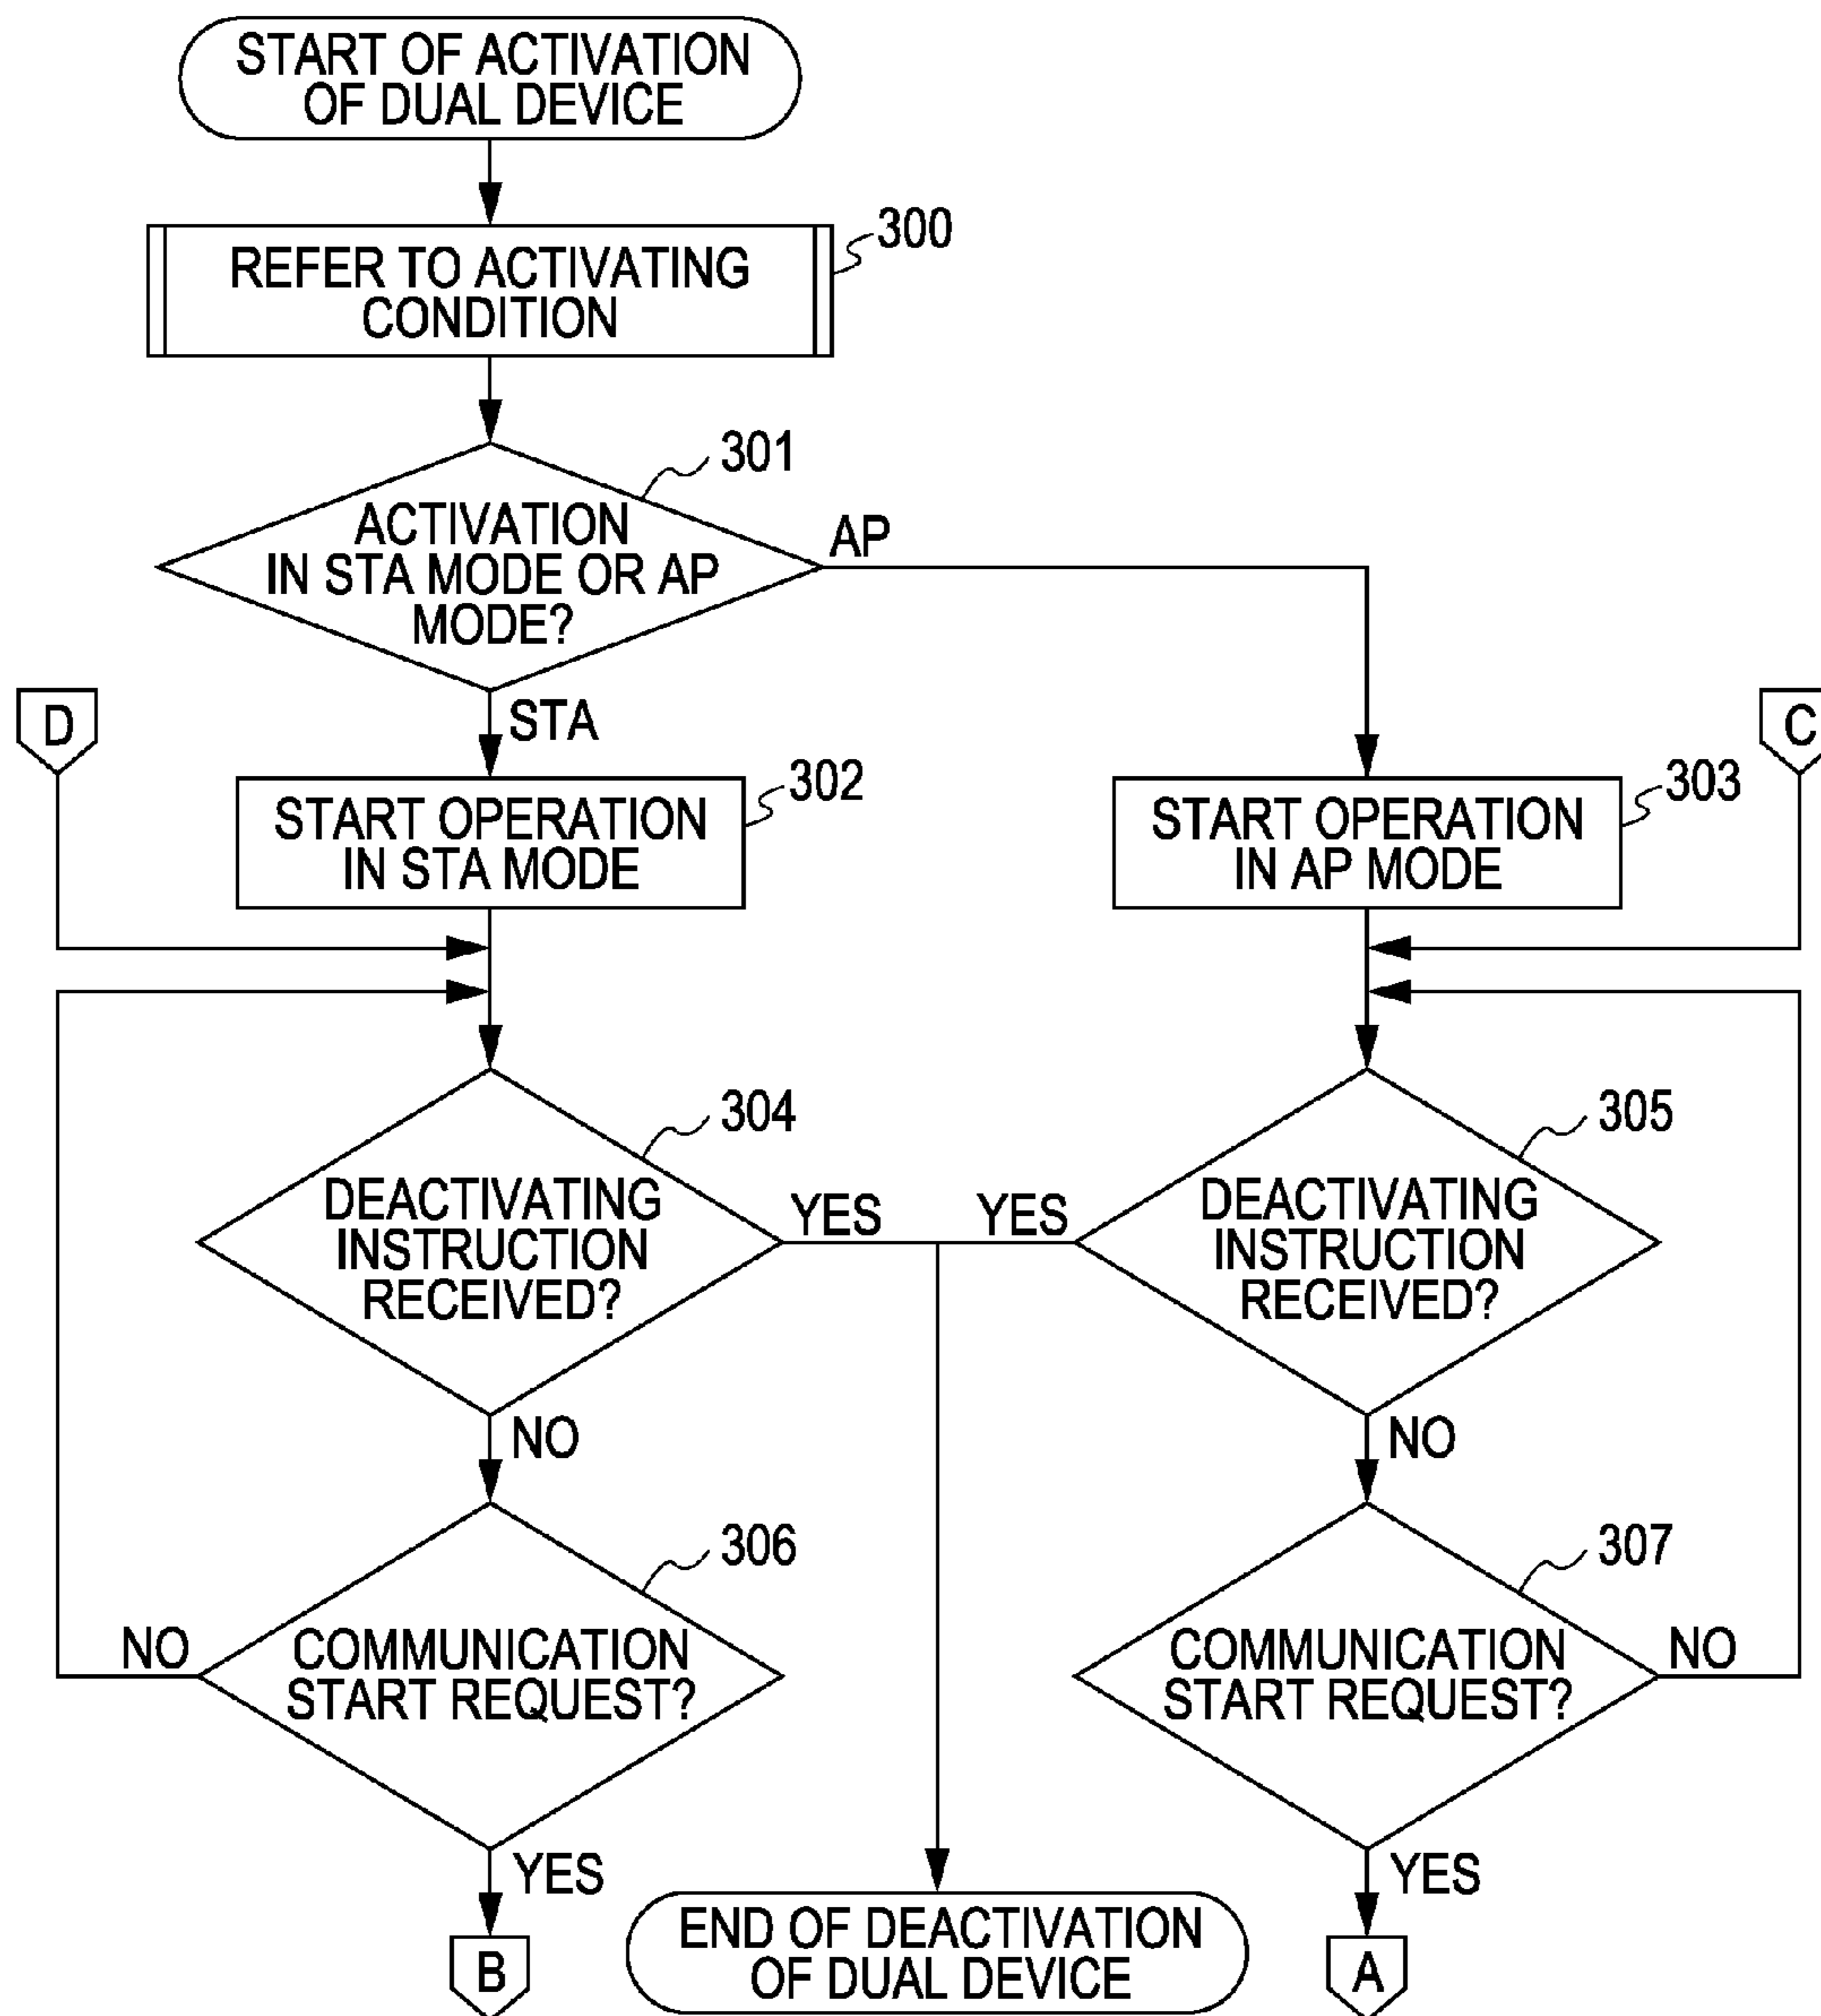 START OF ACTIVATION
OF DUAL DEVICE
300
REFER TO ACTIVATING
CONDITION
301
ACTIVATION
IN STA MODE OR AP
MODE?
AP
STA
D
C
302
START OPERATION
IN STA MODE
303
START OPERATION
IN AP MODE
304
DEACTIVATING
INSTRUCTION
RECEIVED?
YES
YES
305
DEACTIVATING
INSTRUCTION
RECEIVED?
NO
NO
306
COMMUNICATION
START REQUEST?
NO
307
COMMUNICATION
START REQUEST?
NO
YES
YES
B
END OF DEACTIVATION
OF DUAL DEVICE
A